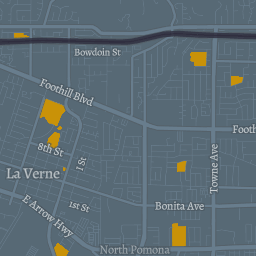 Bowdoin St
Foothill Blvd
Footh
8th St
1 St
Towne Ave
La Verne
1st St
Bonita Ave
E Arrow Hwy
North Pomona